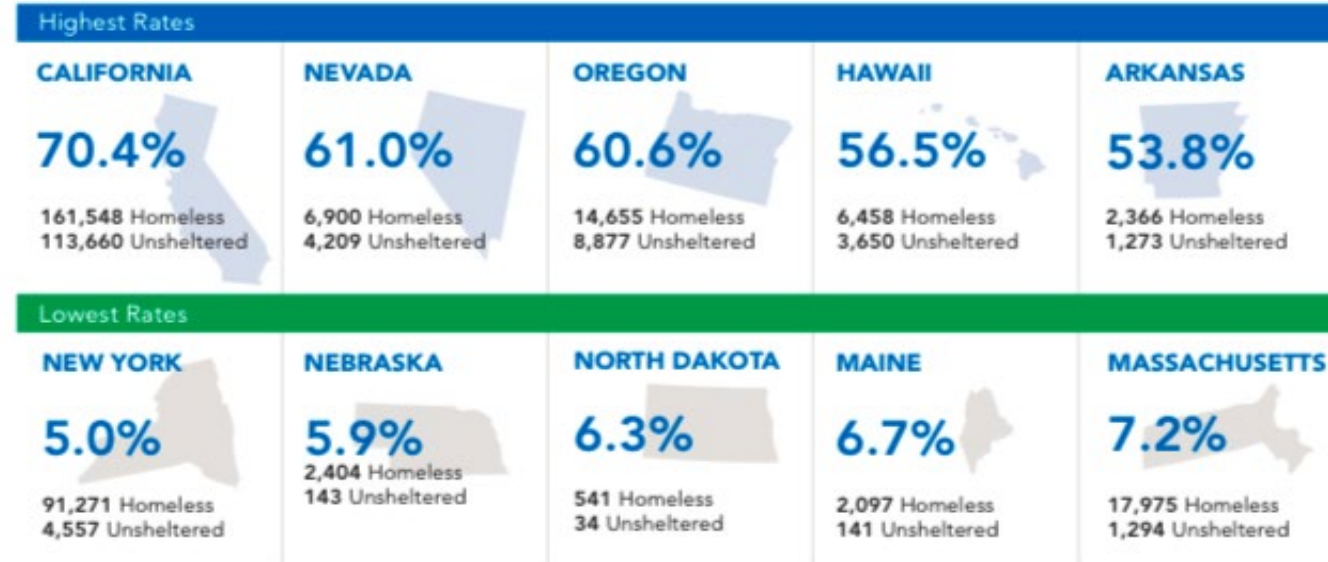 Highest Rates
CALIFORNIA
70.4%
161,548 Homeless
113,660 Unsheltered
NEVADA
61.0%
6,900 Homeless
4,209 Unsheltered
OREGON
60.6%
14,655 Homeless
8,877 Unsheltered
HAWAII
56.5%
6,458 Homeless
3,650 Unsheltered
ARKANSAS
53.8%
2,366 Homeless
1,273 Unsheltered
Lowest Rates
NEW YORK
5.0%
91,271 Homeless
4,557 Unsheltered
NEBRASKA
5.9%
2,404 Homeless
143 Unsheltered
NORTH DAKOTA
6.3%
541 Homeless
34 Unsheltered
MAINE
6.7%
2,097 Homeless
141 Unsheltered
MASSACHUSETTS
7.2%
17,975 Homeless
1,294 Unsheltered